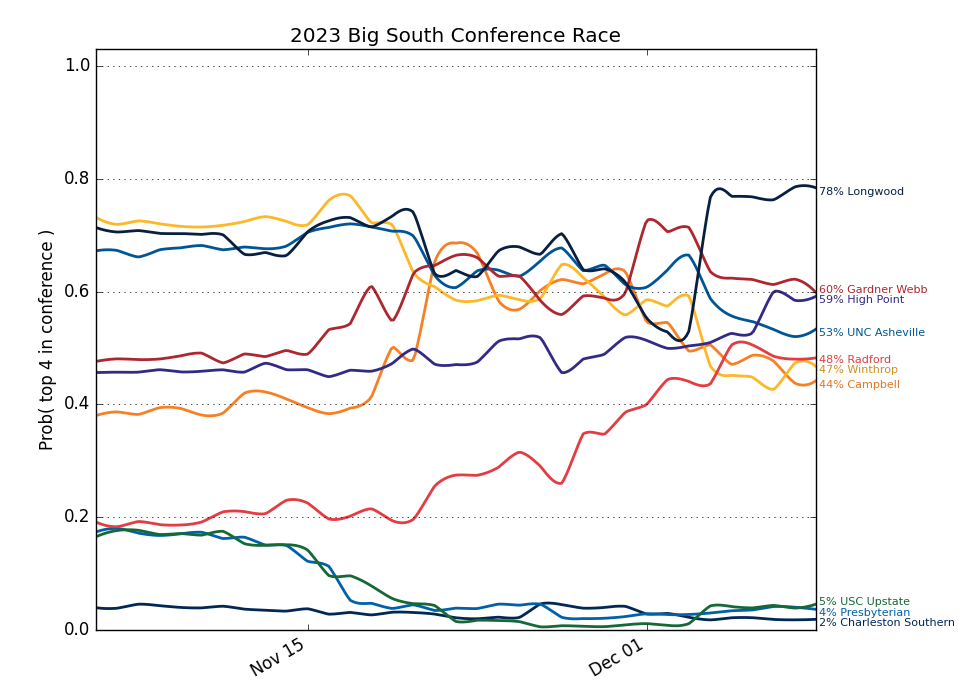 2023 Big South Conference Race
Prob( top 4 in conference )
1.0
0.8
0.6
0.4
0.2
0.0
Nov 15
Dec 01
78% Longwood
60% Gardner Webb
59% High Point
53% UNC Asheville
48% Radford
47% Winthrop
44% Campbell
5% USC Upstate
4% Presbyterian
2% Charleston Southern